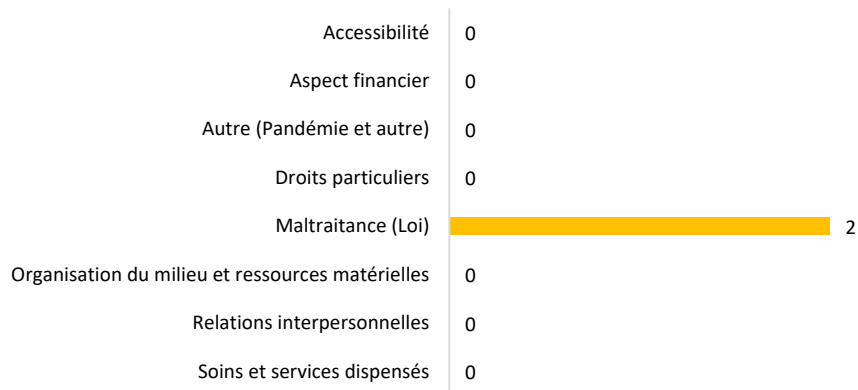 Accessibilité 0
Aspect financier 0
Autre (Pandémie et autre) 0
Droits particuliers 0
Maltraitance (Loi) 2
Organisation du milieu et ressources matérielles 0
Relations interpersonnelles 0
Soins et services dispensés 0